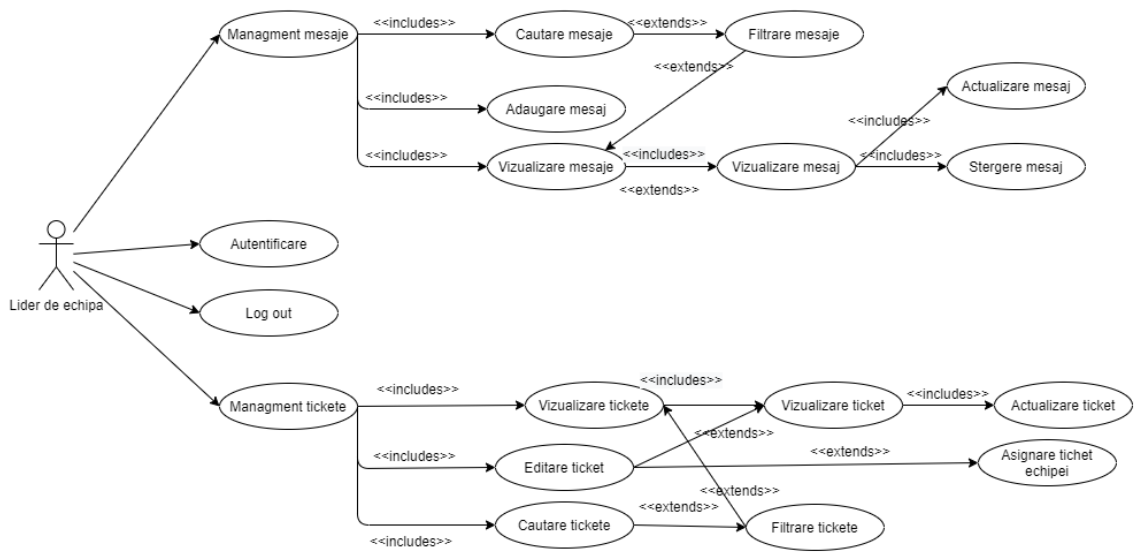 <<includes>>
<<extends>>
Managment mesaje
Cautare mesaje
Filtrare mesaje
<<extends>>
Actualizare mesaj
<<includes>>
Adaugare mesaj
<<includes>>
<<includes>>
<<includes>>
<<includes>>
Vizualizare mesaje
Vizualizare mesaj
Stergere mesaj
<<extends>>
Autentificare
Lider de echipa
Log out
<<includes>>
<<includes>>
<<includes>>
Managment tickete
Vizualizare tickete
Vizualizare ticket
Actualizare ticket
<<extends>>
<<includes>>
<<extends>>
Editare ticket
Asignare tichet
echipei
<<extends>>
<<extends>>
Cautare tickete
Filtrare tickete
<<includes>>